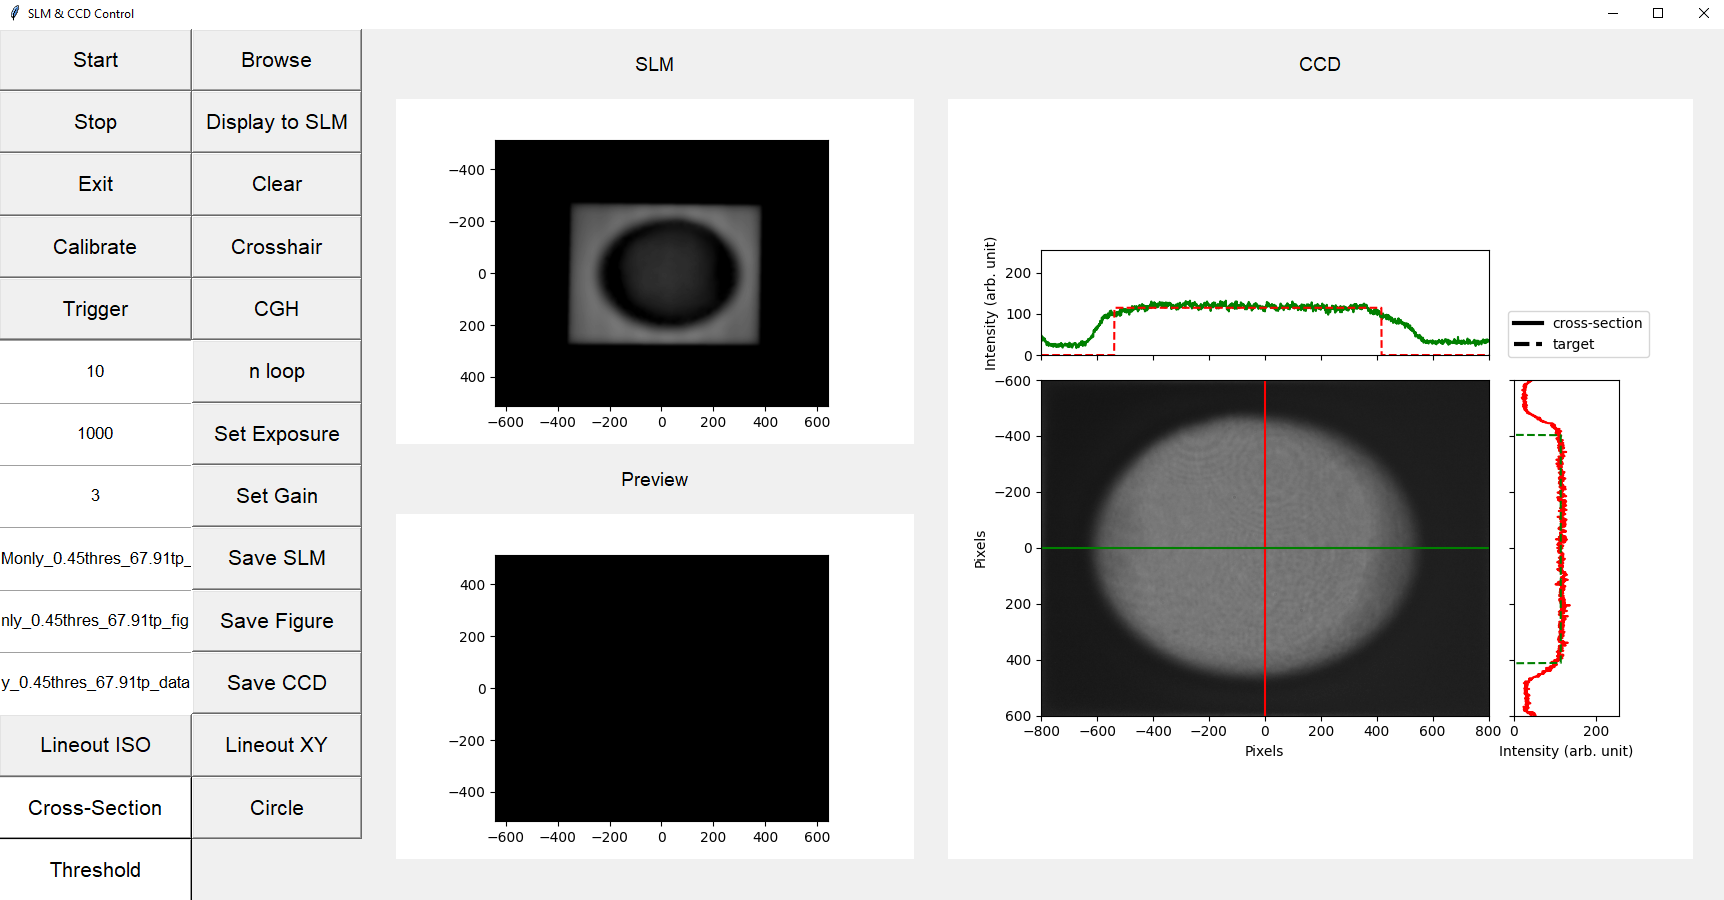 SLM & CCD Control
Start
Browse
Stop
Display to SLM
Exit
Clear
Calibrate
Crosshair
Trigger
CGH
10
n loop
1000
Set Exposure
3
Set Gain
Monly_0.45thres_67.91tp_
Save SLM
nly_0.45thres_67.91tp_fig
Save Figure
y_0.45thres_67.91tp_data
Save CCD
Lineout ISO
Lineout XY
Cross-Section
Circle
Threshold
SLM
−400
−200
0
200
400
−600 −400 −200 0 200 400 600
Preview
400
200
0
−200
−400
−600 −400 −200 0 200 400 600
CCD
Intensity (arb. unit)
200
100
0
cross-section
target
Pixels
−600
−400
−200
0
200
400
600
−800 −600 −400 −200 0 200 400 600 800
Pixels
0 200
Intensity (arb. unit)